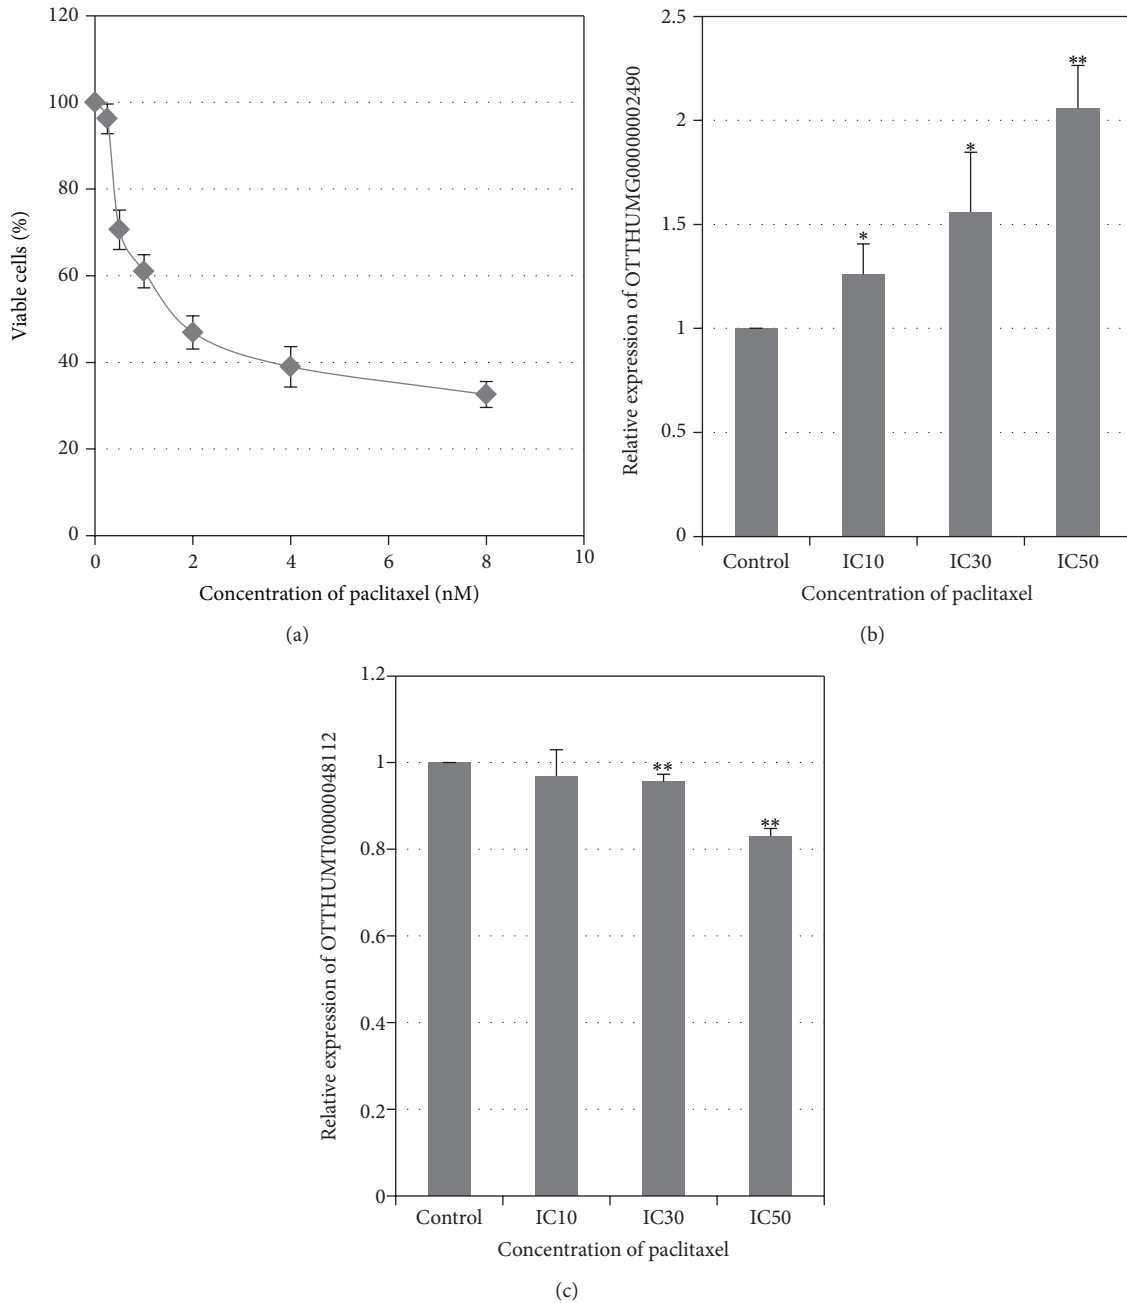 120
100
80
60
40
20
0
Viable cells (%)
0 2 4 6 8 10
Concentration of paclitaxel (nM)
(a)
2.5
2
1.5
1
0.5
0
Relative expression of OTTHUMG00000002490
*
*
**
Control IC10 IC30 IC50
Concentration of paclitaxel
(b)
1.2
1
0.8
0.6
0.4
0.2
0
Relative expression of OTTHUMT00000048112
**
**
Control IC10 IC30 IC50
Concentration of paclitaxel
(c)